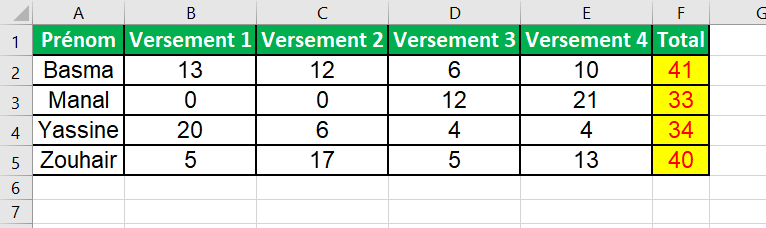 A B C D E F G
1 Prénom Versement 1 Versement 2 Versement 3 Versement 4 Total
2 Basma 13 12 6 10 41
3 Manal 0 0 12 21 33
4 Yassine 20 6 4 4 34
5 Zouhair 5 17 5 13 40
6
7